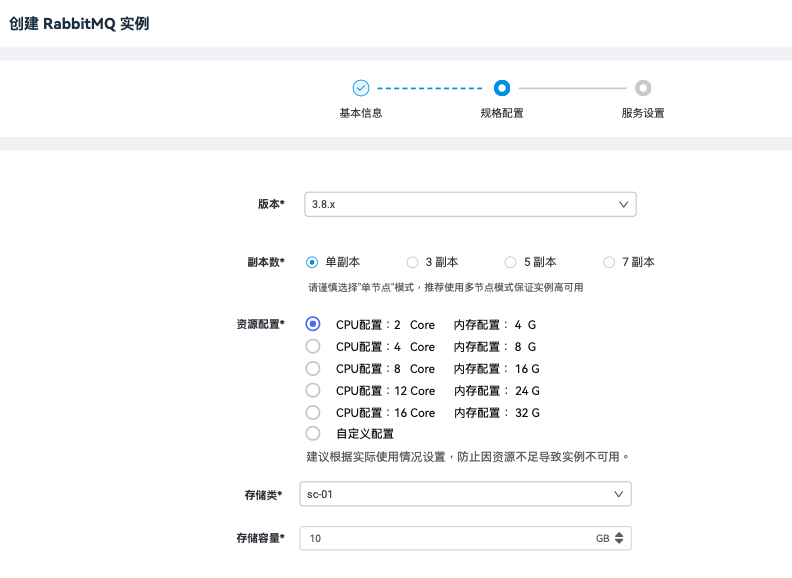 创建 RabbitMQ 实例
基本信息 规格配置 服务设置
版本* 3.8.x
副本数* 单副本 3 副本 5 副本 7 副本
请谨慎选择"单节点"模式，推荐使用多节点模式保证实例高可用
资源配置* CPU配置：2 Core 内存配置： 4 G
CPU配置：4 Core 内存配置： 8 G
CPU配置：8 Core 内存配置： 16 G
CPU配置：12 Core 内存配置： 24 G
CPU配置：16 Core 内存配置： 32 G
自定义配置
建议根据实际使用情况设置，防止因资源不足导致实例不可用。
存储类* sc-01
存储容量* 10 GB